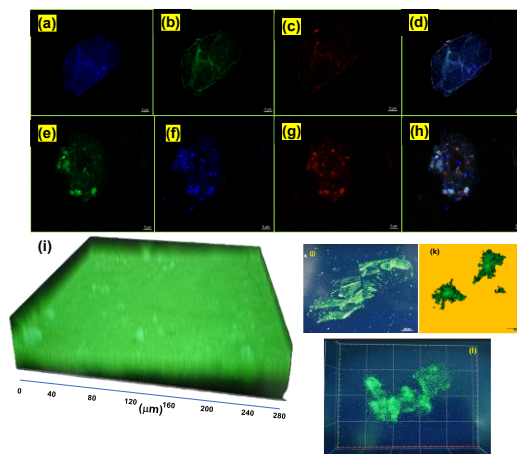 (a) (b) (c) (d)
(e) (f) (g) (h)
(i) (j) (k)
(l)
0 40 80 120 160 200 240 280
(μm)